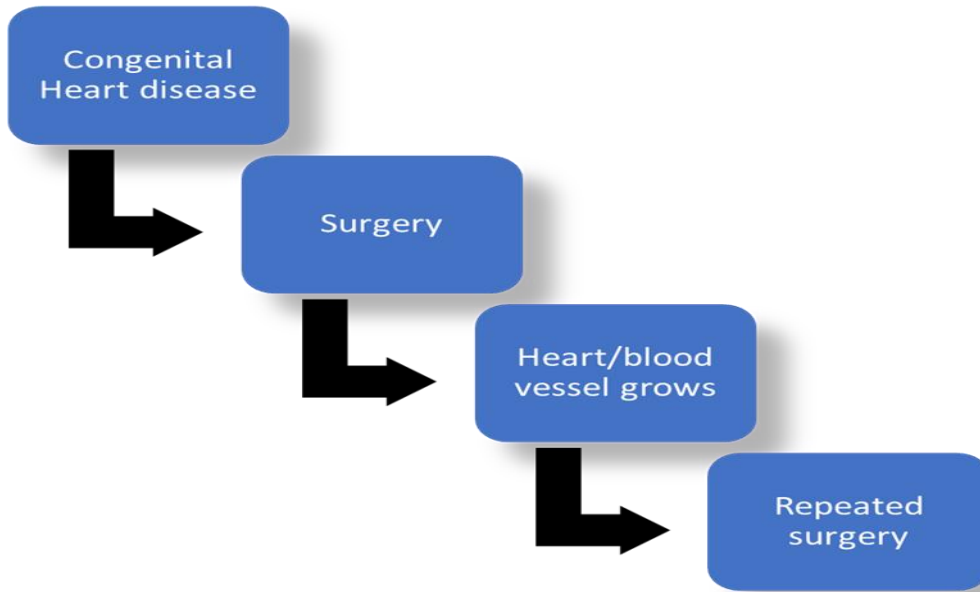 Congenital
Heart disease
Surgery
Heart/blood
vessel grows
Repeated
surgery